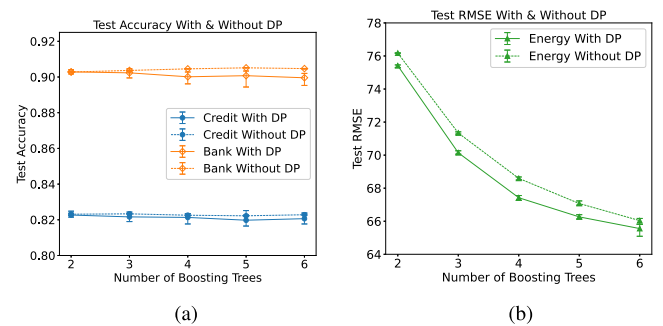 Test Accuracy With & Without DP
0.92
0.90
0.88
0.86
0.84
0.82
0.80
Test Accuracy
Credit With DP
Credit Without DP
Bank With DP
Bank Without DP
2 3 4 5 6
Number of Boosting Trees
(a)
Test RMSE With & Without DP
78
76
74
72
70
68
66
64
Test RMSE
Energy With DP
Energy Without DP
2 3 4 5 6
Number of Boosting Trees
(b)